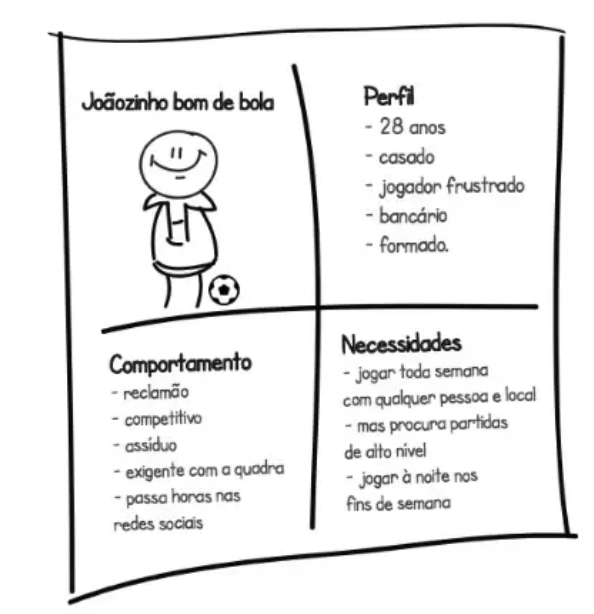 Joãozinho bom de bola
Perfil
- 28 anos
- casado
- jogador frustrado
- bancário
- formado.
Comportamento
- reclamão
- competitivo
- assíduo
- exigente com a quadra
- passa horas nas
redes sociais
Necessidades
- jogar toda semana
com qualquer pessoa e local
- mas procura partidas
de alto nível
- jogar à noite nos
fins de semana